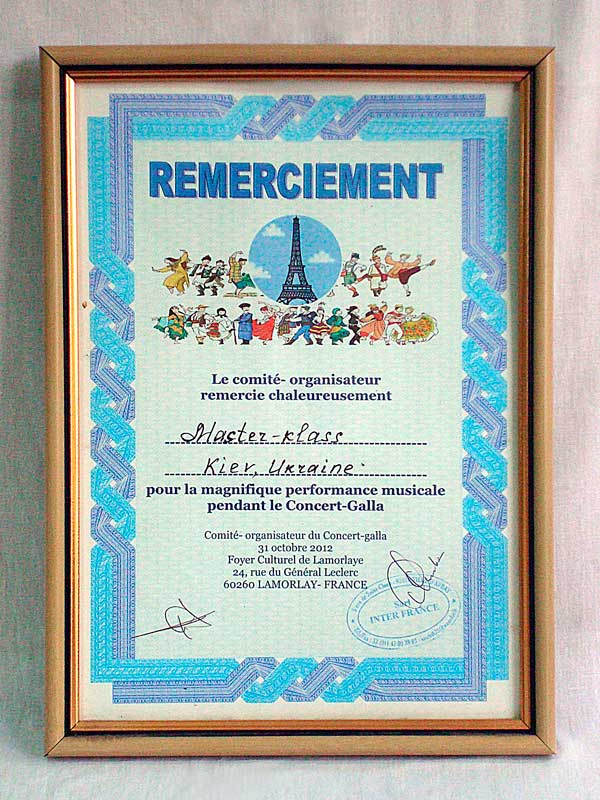 REMERCIEMENT
Le comité- organisateur
remercie chaleureusement
Master-klass
Kiev, Ukraine
pour la magnifique performance musicale
pendant le Concert-Galla
Comité- organisateur du Concert-galla
31 octobre 2012
Foyer Culturel de Lamorlaye
24, rue du Général Leclerc
60260 LAMORLAY- FRANCE
Sarl
INTER FRANCE